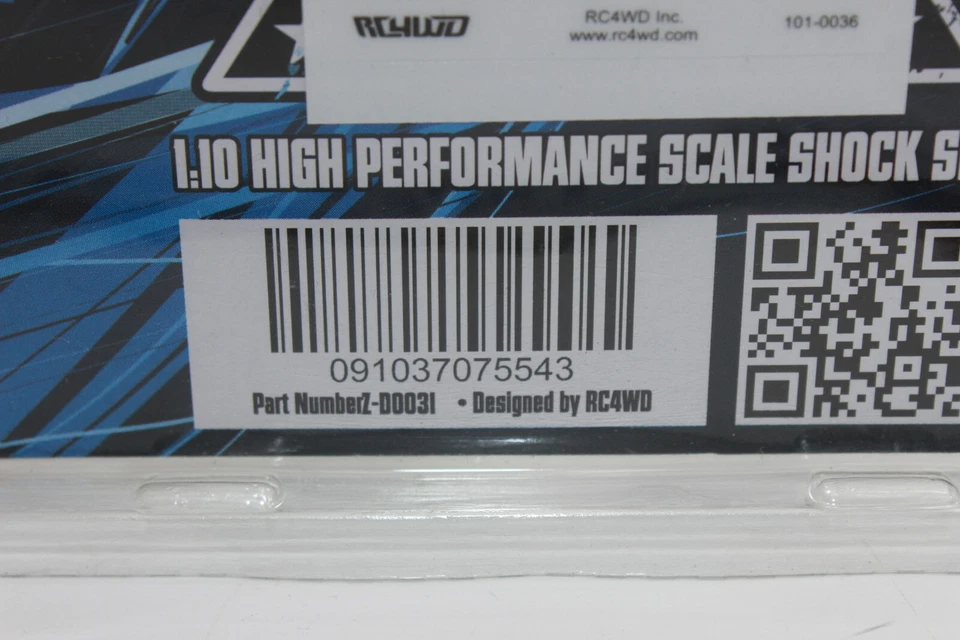 RC4WD
RC4WD Inc.
www.rc4wd.com
101-0036
1:10 HIGH PERFORMANCE SCALE SHOCK S
091037075543
Part NumberZ-D0031 • Designed by RC4WD